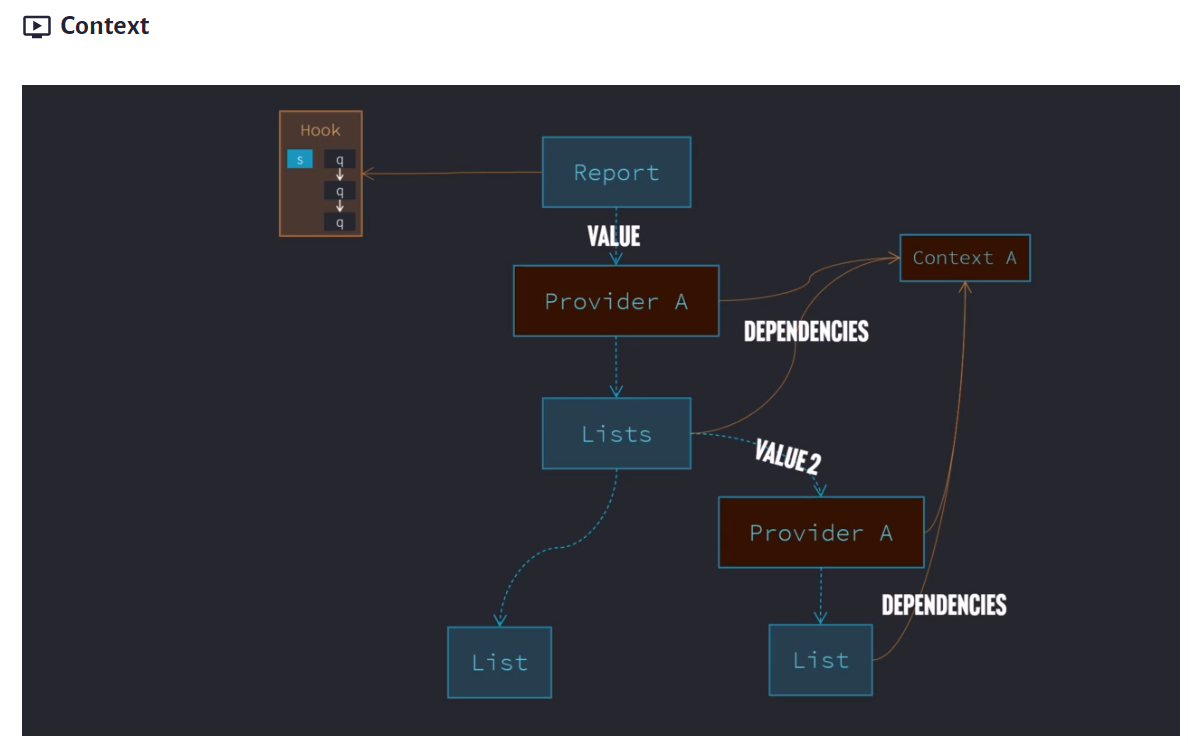 Context
Hook
s q
q
q
Report
VALUE
Provider A
Context A
DEPENDENCIES
Lists
VALUE 2
Provider A
DEPENDENCIES
List
List